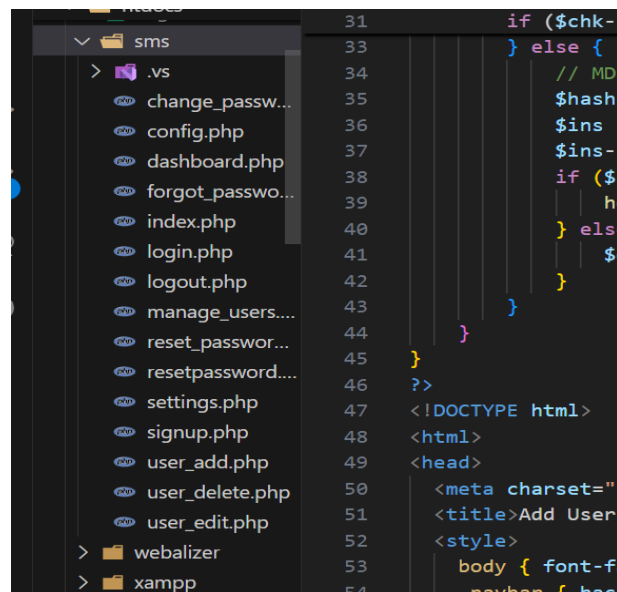 sms
.vs
change_passw...
config.php
dashboard.php
forgot_passwo...
index.php
login.php
logout.php
manage_users....
reset_passwor...
resetpassword....
settings.php
signup.php
user_add.php
user_delete.php
user_edit.php
webalizer
xampp
31 if ($chk-
33 } else {
34 // MD
35 $hash
36 $ins
37 $ins-
38 if ($
39 h
40 } els
41 $
42 }
43 }
44 }
45 }
46 ?>
47 <!DOCTYPE html>
48 <html>
49 <head>
50 <meta charset="
51 <title>Add User
52 <style>
53 body { font-f